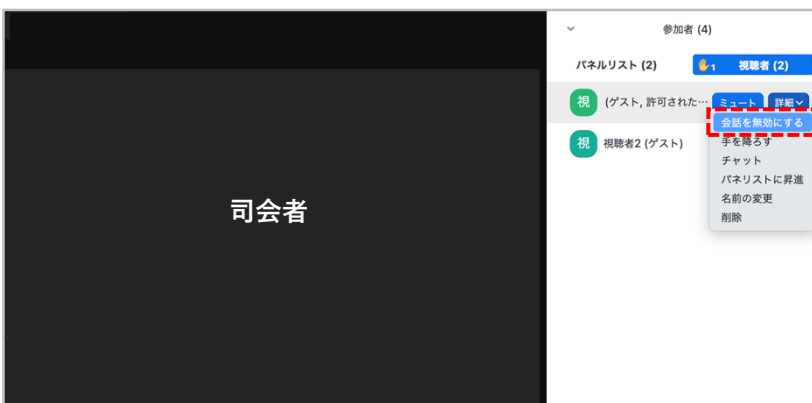 参加者 (4)
パネルリスト (2)
1 視聴者 (2)
視 (ゲスト, 許可された… ミュート 詳細
会話を無効にする
視 視聴者2 (ゲスト)
手を降ろす
チャット
パネリストに昇進
名前の変更
削除
司会者